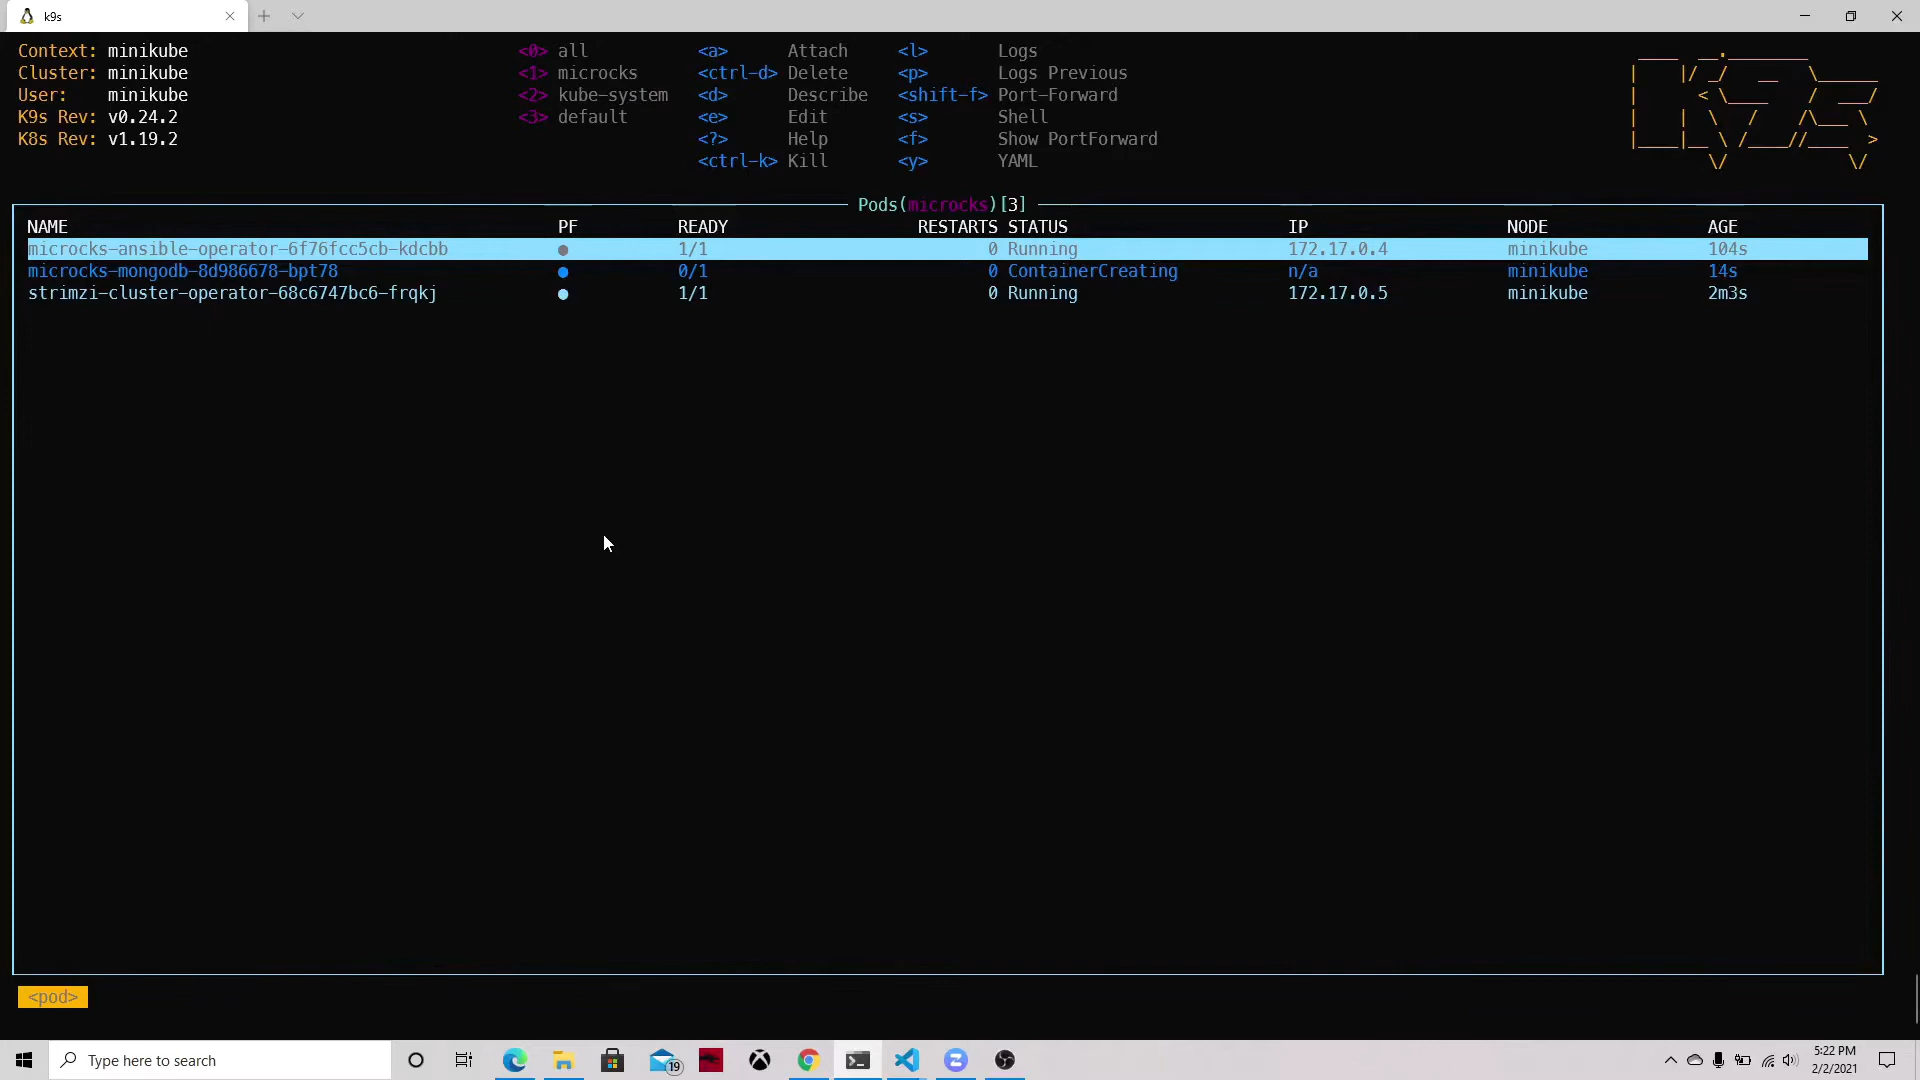 k9s
Context: minikube <0> all <a> Attach <l> Logs
Cluster: minikube <1> microcks <ctrl-d> Delete <p> Logs Previous
User: minikube <2> kube-system <d> Describe <shift-f> Port-Forward
K9s Rev: v0.24.2 <3> default <e> Edit <s> Shell
K8s Rev: v1.19.2 <?> Help <f> Show PortForward
<ctrl-k> Kill <y> YAML
Pods(microcks)[3]
NAME PF READY RESTARTS STATUS IP NODE AGE
microcks-ansible-operator-6f76fcc5cb-kdcbb ● 1/1 0 Running 172.17.0.4 minikube 104s
microcks-mongodb-8d986678-bpt78 ● 0/1 0 ContainerCreating n/a minikube 14s
strimzi-cluster-operator-68c6747bc6-frqkj ● 1/1 0 Running 172.17.0.5 minikube 2m3s
<pod>
Type here to search
19
5:22 PM
2/2/2021